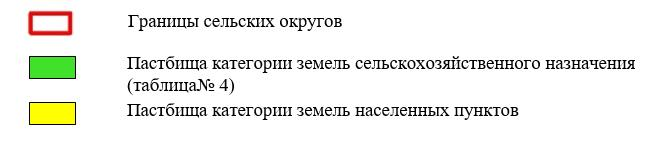 Границы сельских округов
Пастбища категории земель сельскохозяйственного назначения
(таблица№ 4)
Пастбища категории земель населенных пунктов